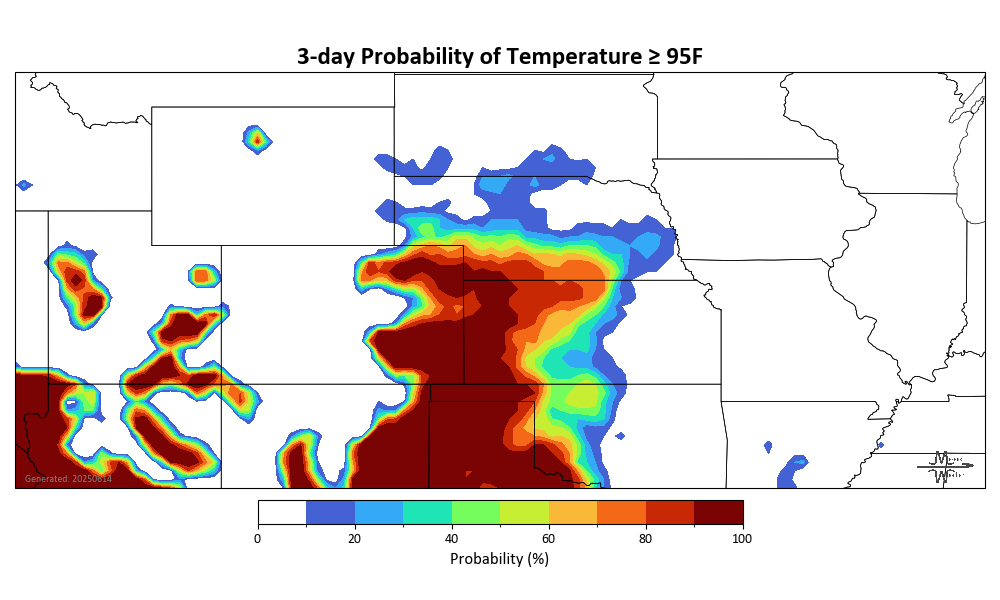 3-day Probability of Temperature ≥ 95F
Generated: 20250814
0 20 40 60 80 100
Probability (%)